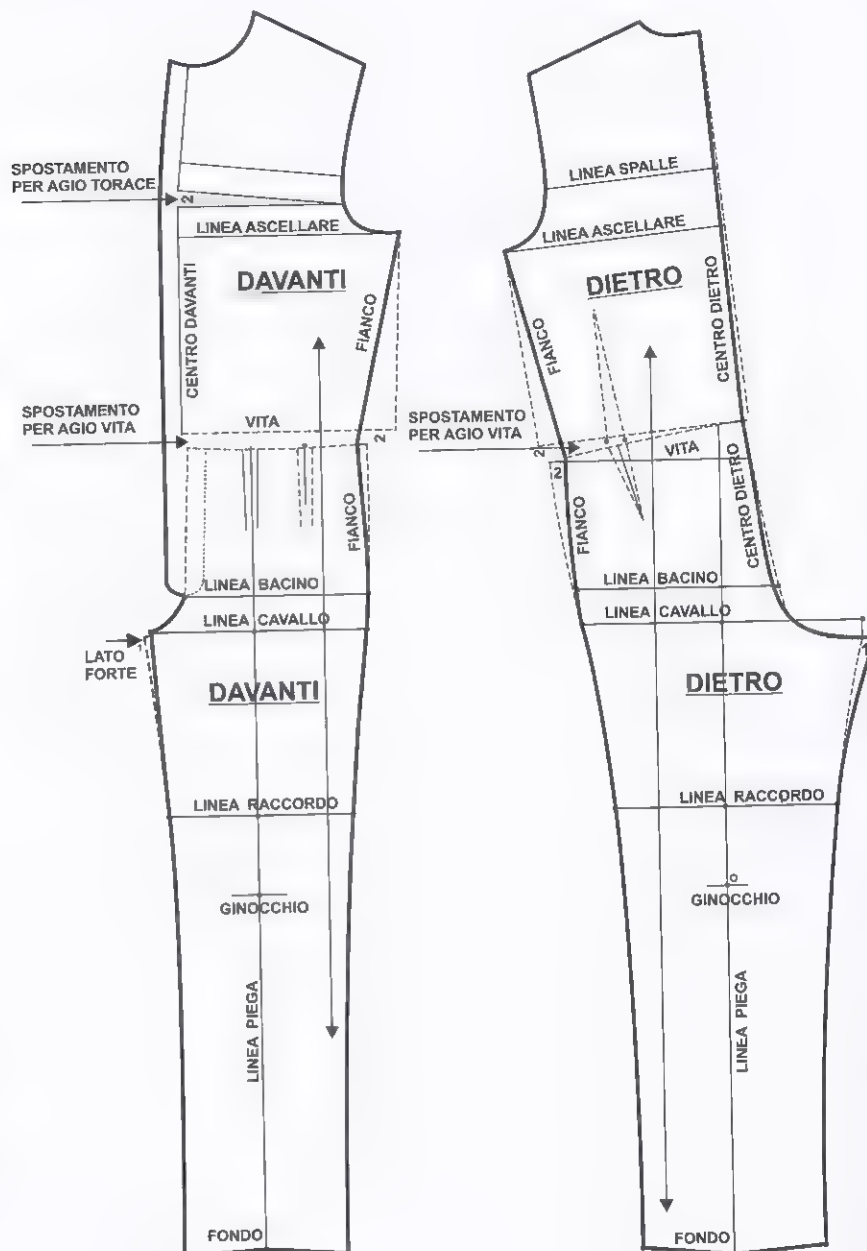 SPOSTAMENTO
PER AGIO TORACE
2
LINEA ASCELLARE
DAVANTI
CENTRO DAVANTI
FIANCO
SPOSTAMENTO
PER AGIO VITA
VITA
2
FIANCO
LINEA BACINO
LINEA CAVALLO
LATO
FORTE
1
DAVANTI
LINEA RACCORDO
GINOCCHIO
LINEA PIEGA
FONDO
LINEA SPALLE
LINEA ASCELLARE
DIETRO
FIANCO
CENTRO DIETRO
SPOSTAMENTO
PER AGIO VITA
2
2
VITA
FIANCO
CENTRO DIETRO
LINEA BACINO
LINEA CAVALLO
DIETRO
LINEA RACCORDO
GINOCCHIO
LINEA PIEGA
FONDO